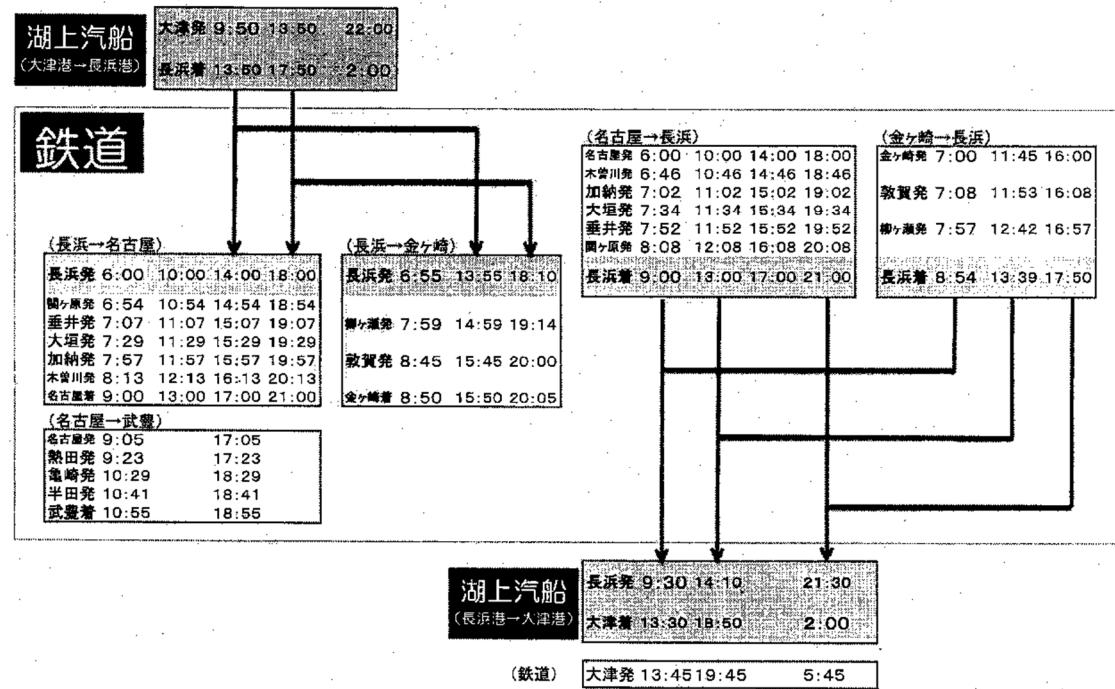 湖上汽船
(大津港→長浜港)
大津発 9:50 13:50 22:00
長浜着 13:50 17:50 2:00
鉄道
(長浜→名古屋)
長浜発 6:00 10:00 14:00 18:00
関ヶ原発 6:54 10:54 14:54 18:54
垂井発 7:07 11:07 15:07 19:07
大垣発 7:29 11:29 15:29 19:29
加納発 7:57 11:57 15:57 19:57
木曽川発 8:13 12:13 16:13 20:13
名古屋着 9:00 13:00 17:00 21:00
(名古屋→武豊)
名古屋発 9:05 17:05
熱田発 9:23 17:23
亀崎発 10:29 18:29
半田発 10:41 18:41
武豊着 10:55 18:55
(長浜→金ヶ崎)
長浜発 6:55 13:55 18:10
柳ヶ瀬発 7:59 14:59 19:14
敦賀発 8:45 15:45 20:00
金ヶ崎着 8:50 15:50 20:05
(名古屋→長浜)
名古屋発 6:00 10:00 14:00 18:00
木曽川発 6:46 10:46 14:46 18:46
加納発 7:02 11:02 15:02 19:02
大垣発 7:34 11:34 15:34 19:34
垂井発 7:52 11:52 15:52 19:52
関ヶ原発 8:08 12:08 16:08 20:08
長浜着 9:00 13:00 17:00 21:00
(金ヶ崎→長浜)
金ヶ崎発 7:00 11:45 16:00
敦賀発 7:08 11:53 16:08
柳ヶ瀬発 7:57 12:42 16:57
長浜着 8:54 13:39 17:50
湖上汽船
(長浜港→大津港)
長浜発 9:30 14:10 21:30
大津着 13:30 18:50 2:00
(鉄道)
大津発 13:45 19:45 5:45